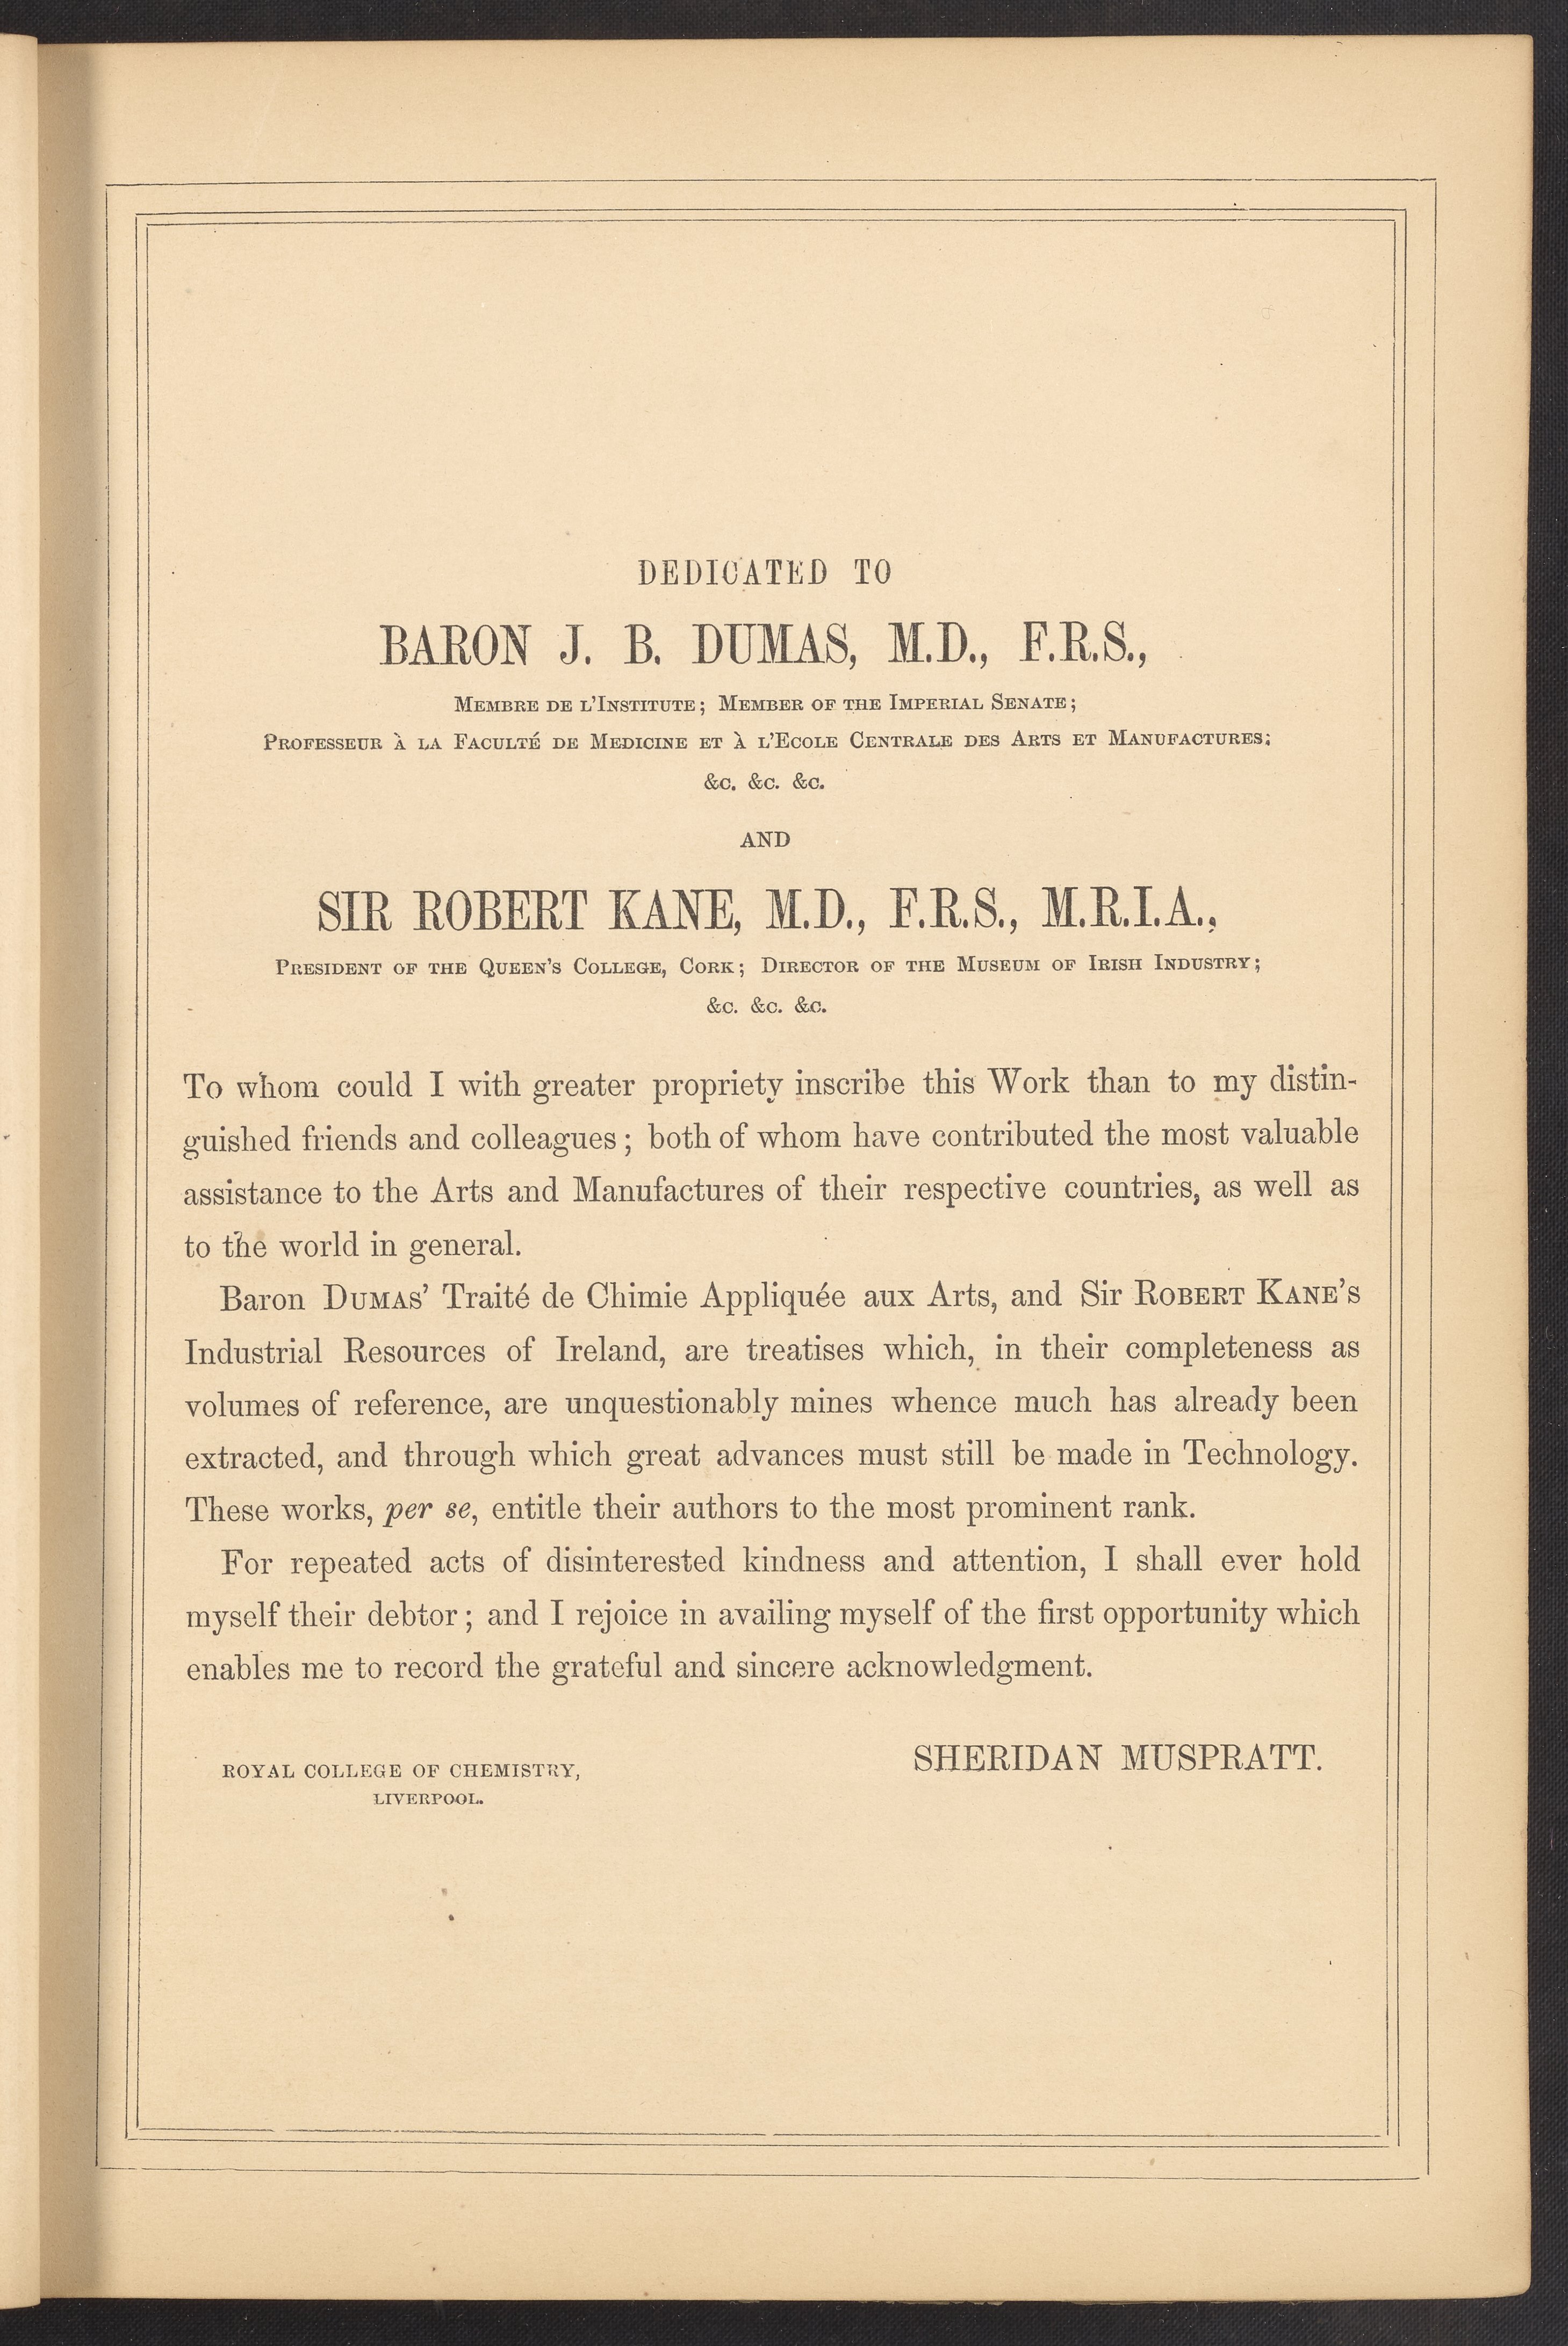 DEDICATED TO
BARON J. B. DUMAS, M.D., F.R.S.,
Membre de l'Institute; Member of the Imperial Senate;
Professeur à la Faculté de Medicine et à l'Ecole Centrale des Arts et Manufactures;
&c. &c. &c.
AND
SIR ROBERT KANE, M.D., F.R.S., M.R.I.A.,
President of the Queen's College, Cork; Director of the Museum of Irish Industry;
&c. &c. &c.
To whom could I with greater propriety inscribe this Work than to my distin-
guished friends and colleagues; both of whom have contributed the most valuable
assistance to the Arts and Manufactures of their respective countries, as well as
to the world in general.
Baron Dumas' Traité de Chimie Appliquée aux Arts, and Sir Robert Kane's
Industrial Resources of Ireland, are treatises which, in their completeness as
volumes of reference, are unquestionably mines whence much has already been
extracted, and through which great advances must still be made in Technology.
These works, per se, entitle their authors to the most prominent rank.
For repeated acts of disinterested kindness and attention, I shall ever hold
myself their debtor; and I rejoice in availing myself of the first opportunity which
enables me to record the grateful and sincere acknowledgment.
SHERIDAN MUSPRATT.
ROYAL COLLEGE OF CHEMISTRY,
LIVERPOOL.